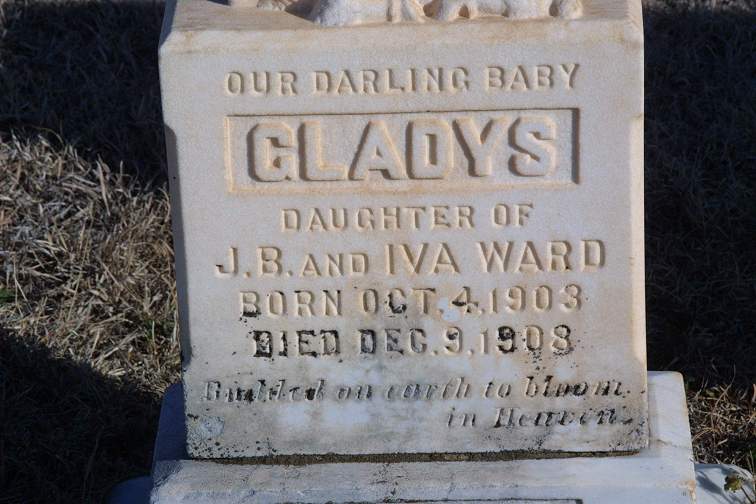 OUR DARLING BABY
GLADYS
DAUGHTER OF
J.B. AND IVA WARD
BORN OCT. 4, 1903
DIED DEC. 9, 1908
Budded on earth to bloom
in Heaven.